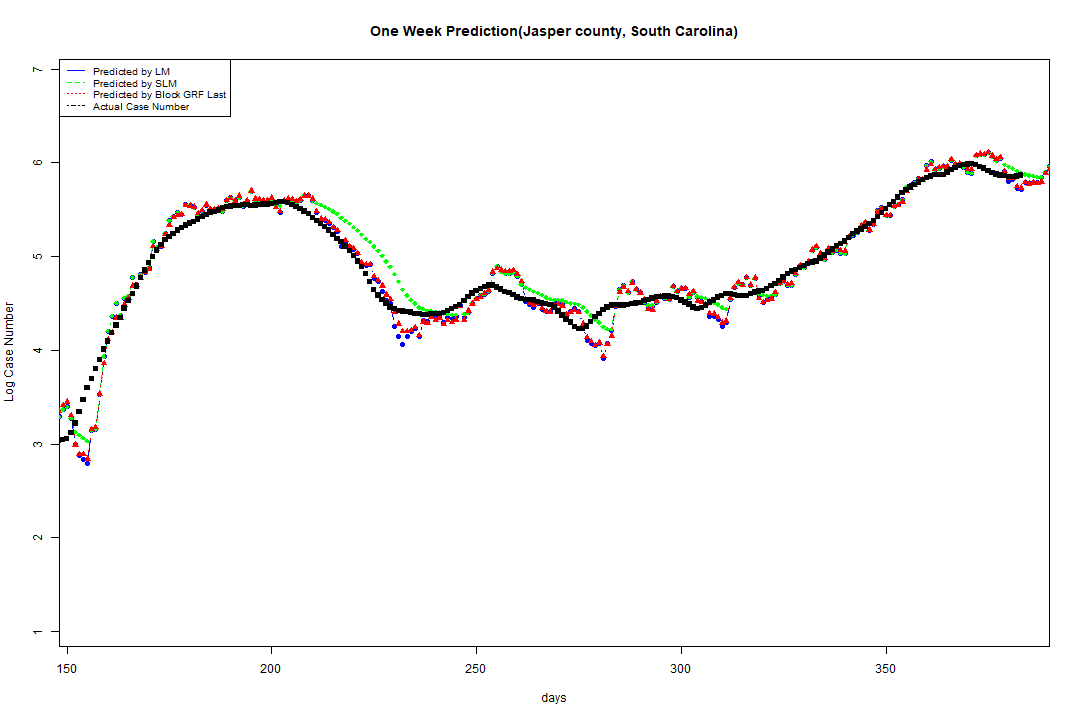 One Week Prediction(Jasper county, South Carolina)
Predicted by LM
Predicted by SLM
Predicted by Block GRF Last
Actual Case Number
7
6
5
4
3
2
1
Log Case Number
150 200 250 300 350
days